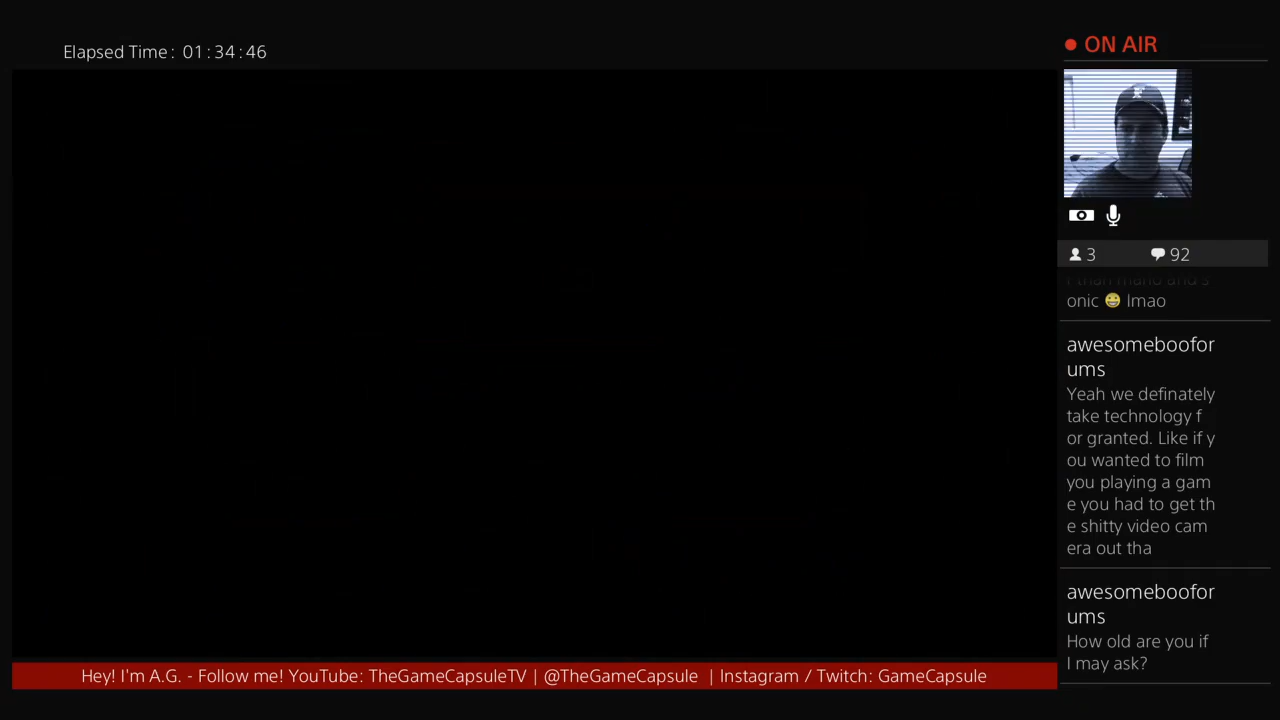 Elapsed Time: 01:34:46
ON AIR
3 92
onic 😀 lmao
awesomeboofor
ums
Yeah we definately
take technology f
or granted. Like if y
ou wanted to film
you playing a gam
e you had to get th
e shitty video cam
era out tha
awesomeboofor
ums
How old are you if
I may ask?
Hey! I'm A.G. - Follow me! YouTube: TheGameCapsuleTV | @TheGameCapsule | Instagram / Twitch: GameCapsule